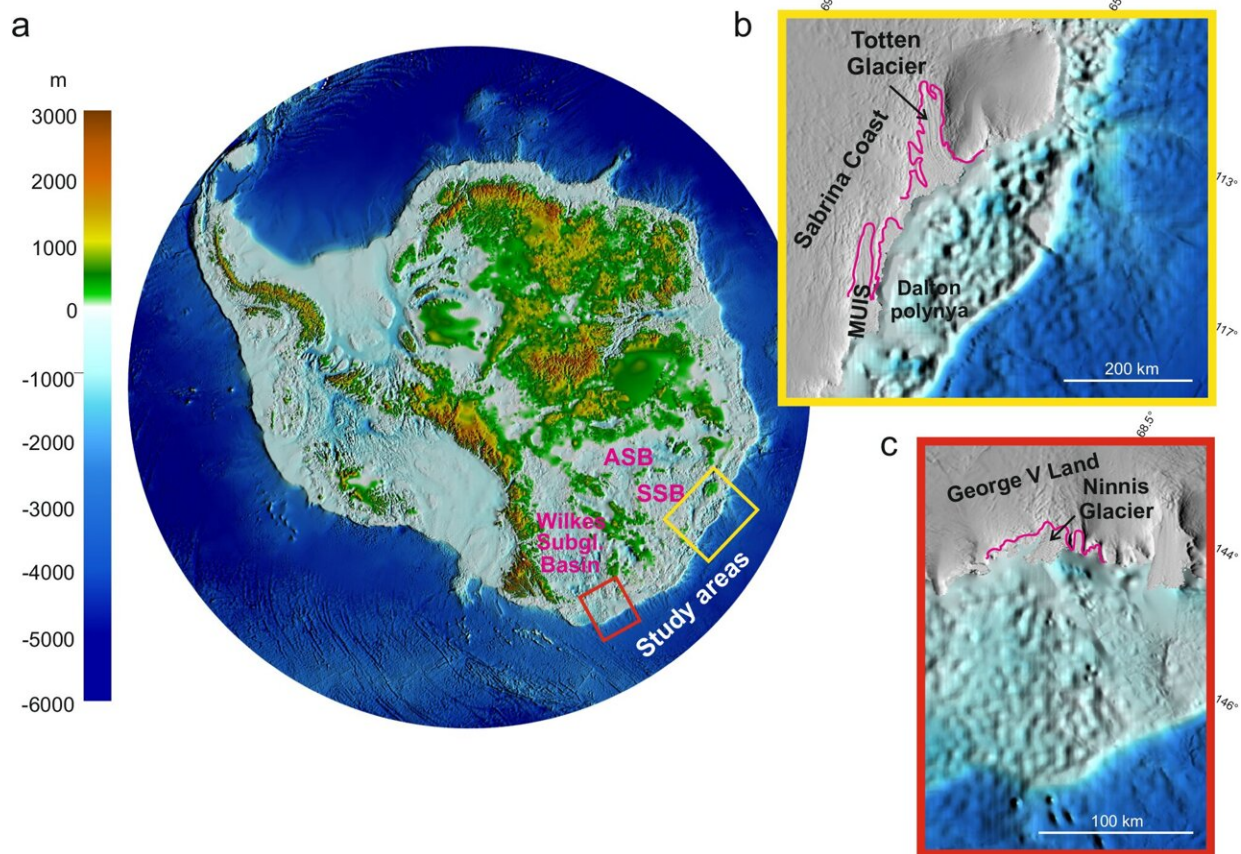 a
m
3000
2000
1000
0
-1000
-2000
-3000
-4000
-5000
-6000
ASB
SSB
Wilkes
Subgl.
Basin
Study areas
b
65
113°
117°
Totten
Glacier
Sabrina Coast
MUIS
Dalton
polynya
200 km
c
68.5°
144°
146°
George V Land
Ninnis
Glacier
100 km